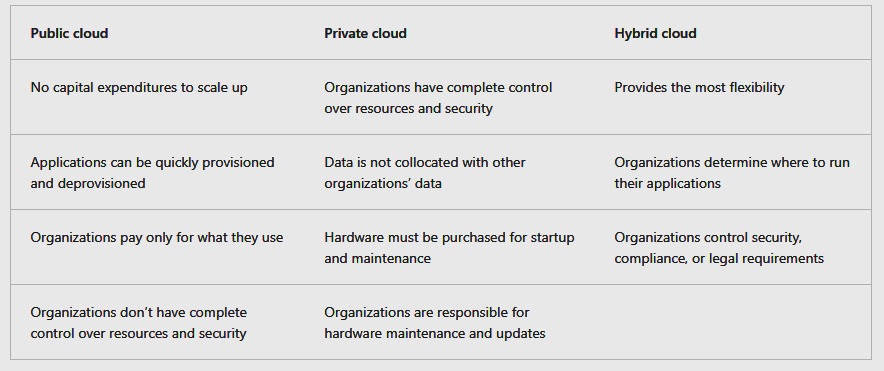 Public cloud
Private cloud
Hybrid cloud
No capital expenditures to scale up
Organizations have complete control
over resources and security
Provides the most flexibility
Applications can be quickly provisioned
and deprovisioned
Data is not collocated with other
organizations’ data
Organizations determine where to run
their applications
Organizations pay only for what they use
Hardware must be purchased for startup
and maintenance
Organizations control security,
compliance, or legal requirements
Organizations don’t have complete
control over resources and security
Organizations are responsible for
hardware maintenance and updates